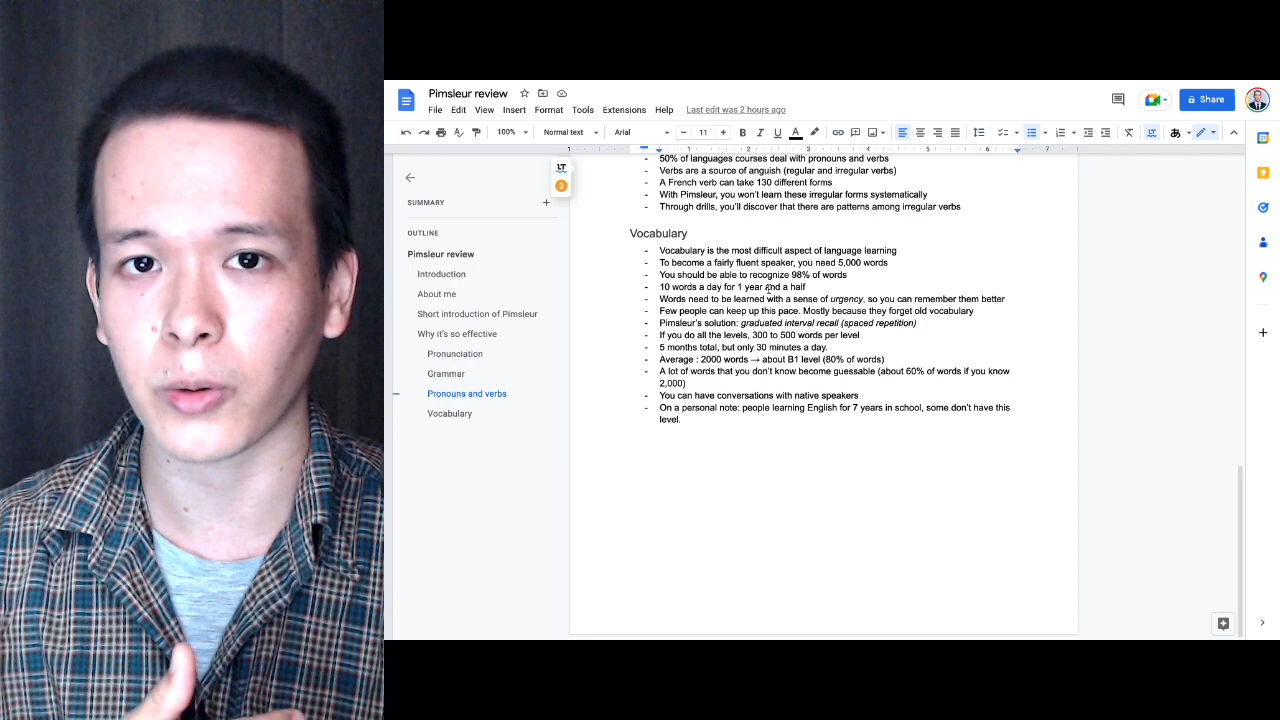 Pimsleur review
File Edit View Insert Format Tools Extensions Help Last edit was 2 hours ago
Share
100% Normal text Arial 11
1 1 2 3 4 5 6 7
SUMMARY
OUTLINE
Pimsleur review
Introduction
About me
Short introduction of Pimsleur
Why it's so effective
Pronunciation
Grammar
Pronouns and verbs
Vocabulary
LT
2
- 50% of languages courses deal with pronouns and verbs
- Verbs are a source of anguish (regular and irregular verbs)
- A French verb can take 130 different forms
- With Pimsleur, you won't learn these irregular forms systematically
- Through drills, you'll discover that there are patterns among irregular verbs
Vocabulary
- Vocabulary is the most difficult aspect of language learning
- To become a fairly fluent speaker, you need 5,000 words
- You should be able to recognize 98% of words
- 10 words a day for 1 year and a half
- Words need to be learned with a sense of urgency, so you can remember them better
- Few people can keep up this pace. Mostly because they forget old vocabulary
- Pimsleur's solution: graduated interval recall (spaced repetition)
- If you do all the levels, 300 to 500 words per level
- 5 months total, but only 30 minutes a day.
- Average : 2000 words → about B1 level (80% of words)
- A lot of words that you don't know become guessable (about 60% of words if you know
2,000)
- You can have conversations with native speakers
- On a personal note: people learning English for 7 years in school, some don't have this
level.